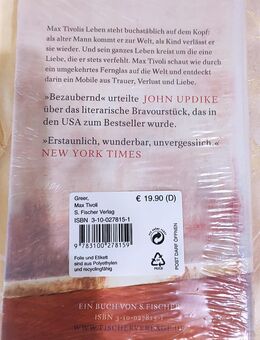 Max Tivolis Leben steht buchstäblich auf dem Kopf:
als alter Mann kommt er zur Welt, als Kind verlässt er
sie wieder. Und sein ganzes Leben kreist um die eine
Liebe, die er stets verfehlt. Max Tivoli schaut wie durch
ein umgekehrtes Fernglas auf die Welt und entdeckt
darin ein Mobile aus Trauer, Verlust und Liebe.
»Bezaubernd« urteilte JOHN UPDIKE
über das literarische Bravourstück, das in
den USA zum Bestseller wurde.
»Erstaunlich, wunderbar, unvergesslich.«
NEW YORK TIMES
Greer,
Max Tivoli
S. Fischer Verlag
ISBN 3-10-027815-1
€ 19.90 (D)
9 783100 278159
Folie und Etikett
sind aus Polyethylen
und recyclingfähig
POST DARF ÖFFNEN
EIN BUCH VON S. FISCHER
ISBN 3-10-027815-1
WWW.FISCHERVERLAGE.DE